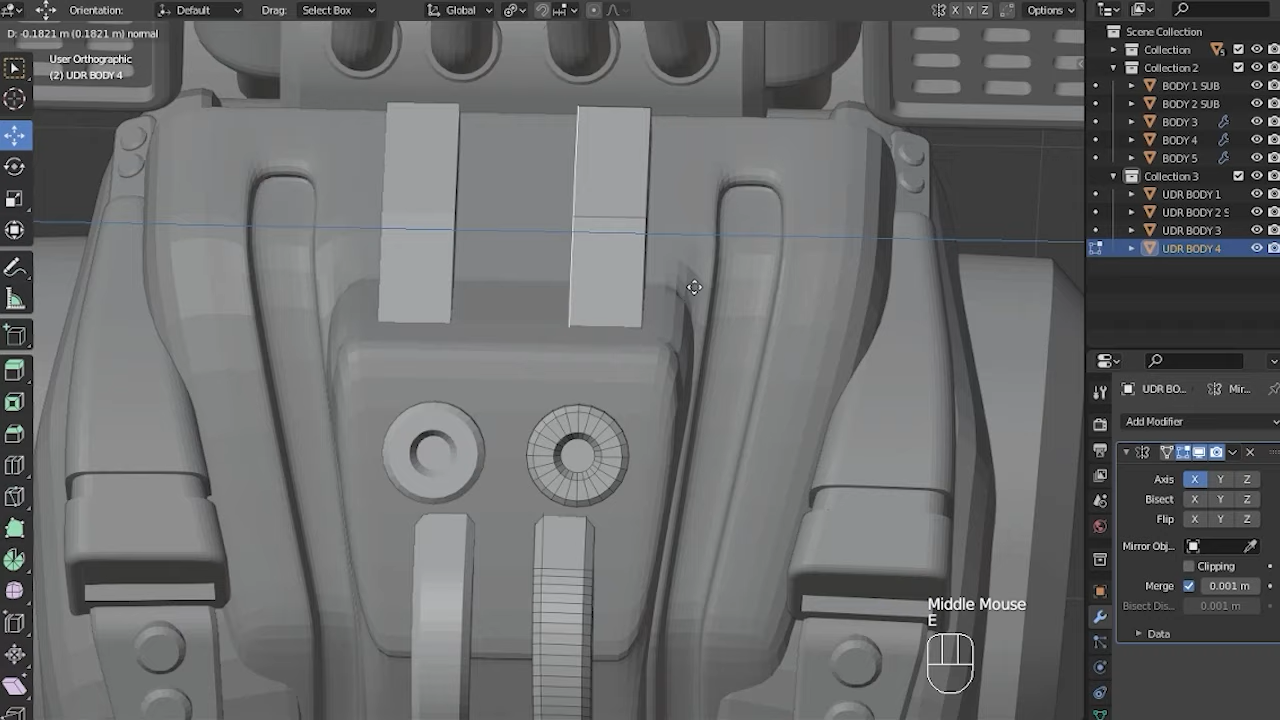 Orientation: Default Drag: Select Box Global X Y Z Options
D: -0.1821 m (0.1821 m) normal
User Orthographic
(2) UDR BODY 4
Middle Mouse
E
Scene Collection
Collection 5
Collection 2
BODY 1 SUB
BODY 2 SUB
BODY 3
BODY 4
BODY 5
Collection 3
UDR BODY 1
UDR BODY 2 S
UDR BODY 3
UDR BODY 4
UDR BO... Mir...
Add Modifier
Axis X Y Z
Bisect X Y Z
Flip X Y Z
Mirror Obj..
Clipping
Merge 0.001 m
Bisect Dis... 0.001 m
Data